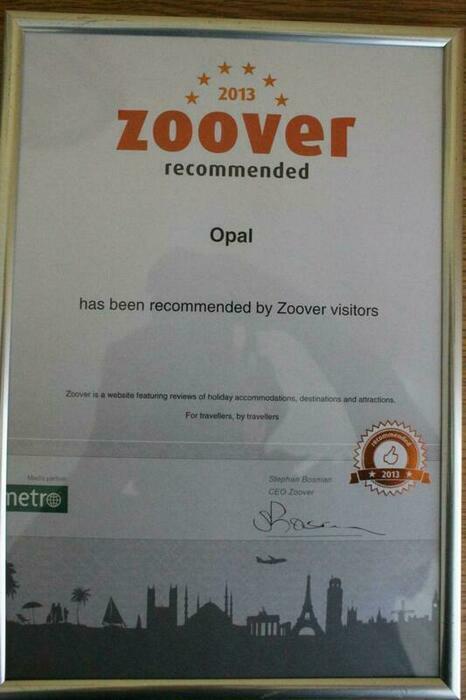 2013
zoover
recommended
Opal
has been recommended by Zoover visitors
Zoover is a website featuring reviews of holiday accommodations, destinations and attractions.
For travellers, by travellers
recommended
2013
Media partner:
metro
Stephan Bosman
CEO Zoover